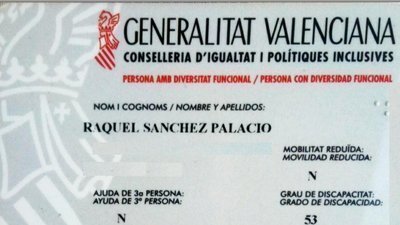 GENERALITAT VALENCIANA
CONSELLERIA D'IGUALTAT I POLÍTIQUES INCLUSIVES
PERSONA AMB DIVERSITAT FUNCIONAL / PERSONA CON DIVERSIDAD FUNCIONAL
NOM I COGNOMS / NOMBRE Y APELLIDOS:
RAQUEL SANCHEZ PALACIO
MOBILITAT REDUÏDA:
MOVILIDAD REDUCIDA:
N
AJUDA DE 3a PERSONA:
AYUDA DE 3ª PERSONA:
N
GRAU DE DISCAPACITAT:
GRADO DE DISCAPACIDAD:
53